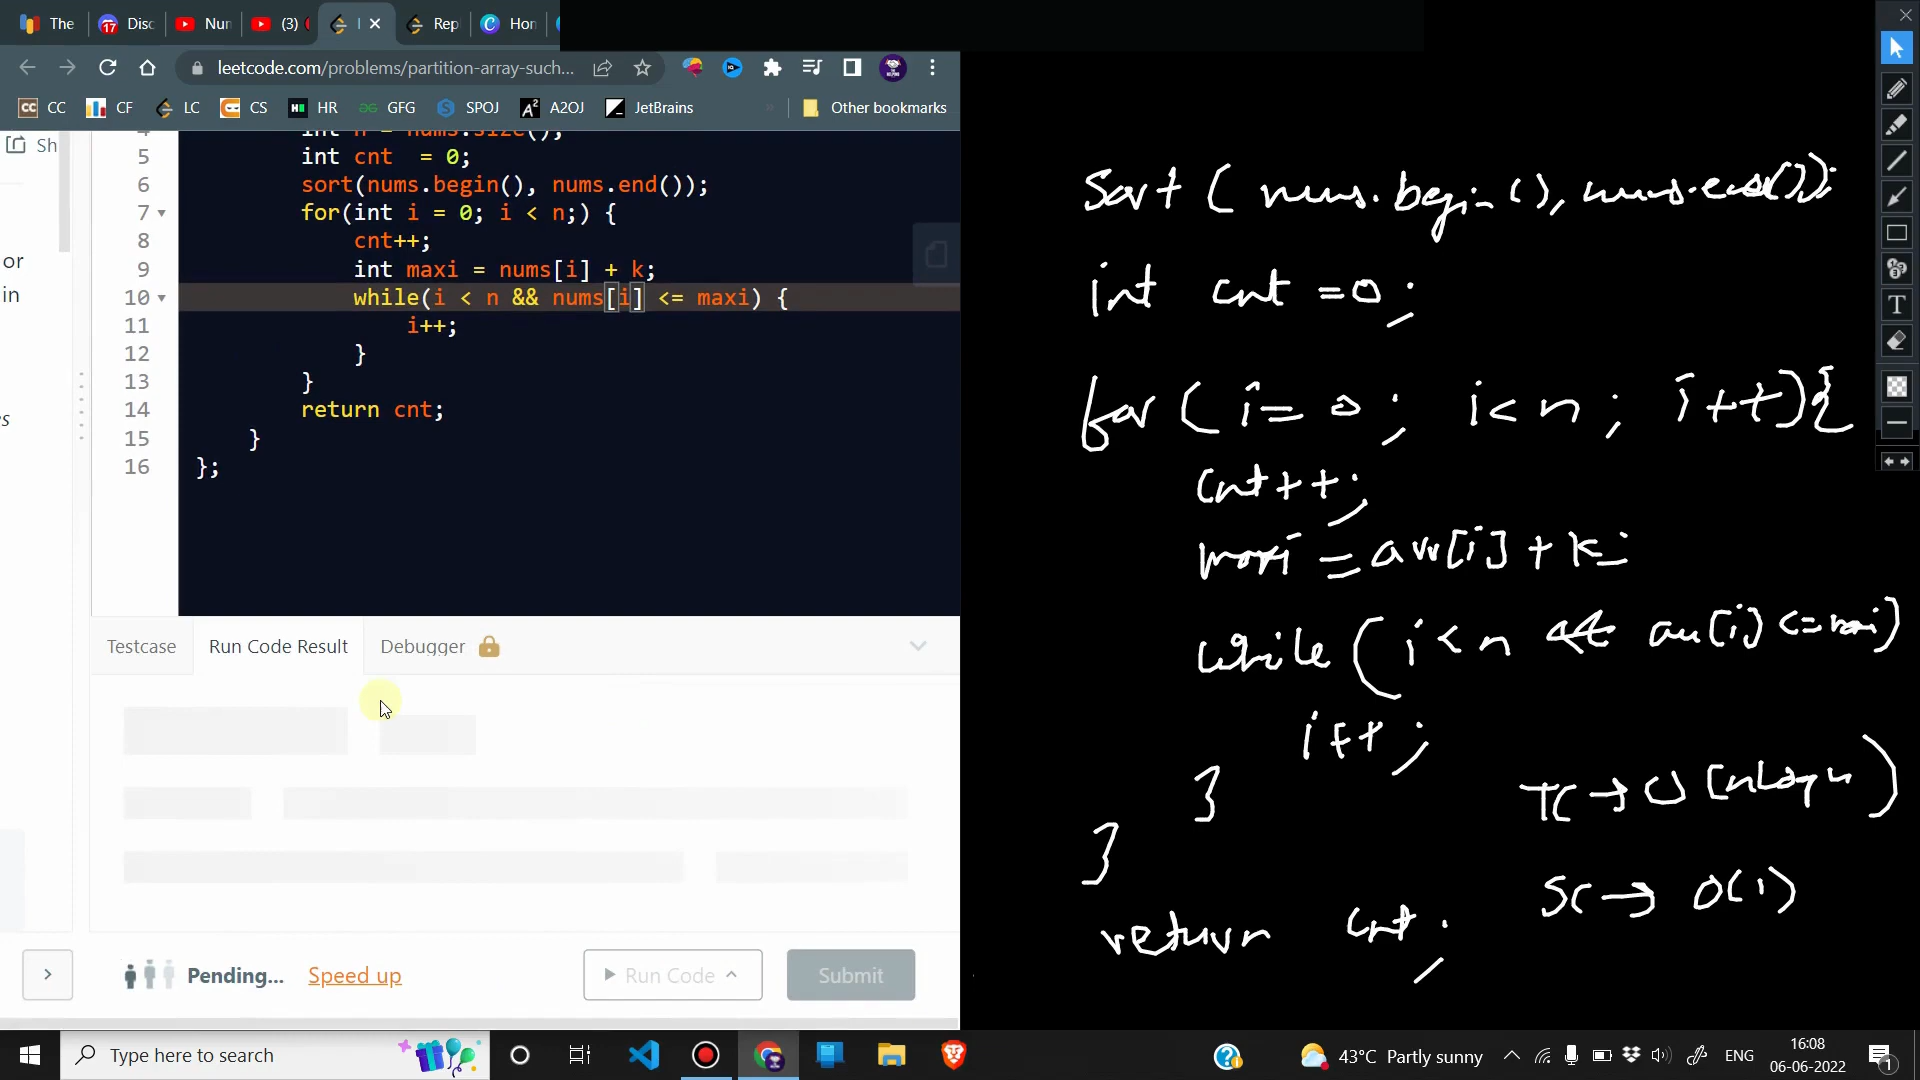 The
Disc
Nun
(3)
Rep
Hon
leetcode.com/problems/partition-array-such...
CC CF LC CS HR GFG SPOJ A2OJ JetBrains » Other bookmarks
Sh
or
in
s
5 int cnt  = 0;
6 sort(nums.begin(), nums.end());
7 for(int i = 0; i < n;) {
8 cnt++;
9 int maxi = nums[i] + k;
10 while(i < n && nums[i] <= maxi) {
11 i++;
12 }
13 }
14 return cnt;
15 }
16 };
Testcase Run Code Result Debugger
Pending... Speed up Run Code Submit
Sort ( nums.begin(), nums.end());
int cnt = 0;
for ( i = 0; i < n; i++){
cnt++;
maxi = arr[i] + k;
while ( i < n && arr[i] <= maxi)
i++;
}
TC → O(nlogn)
}
SC → O(1)
return cnt;
Type here to search
43°C Partly sunny
ENG
16:08
06-06-2022
1